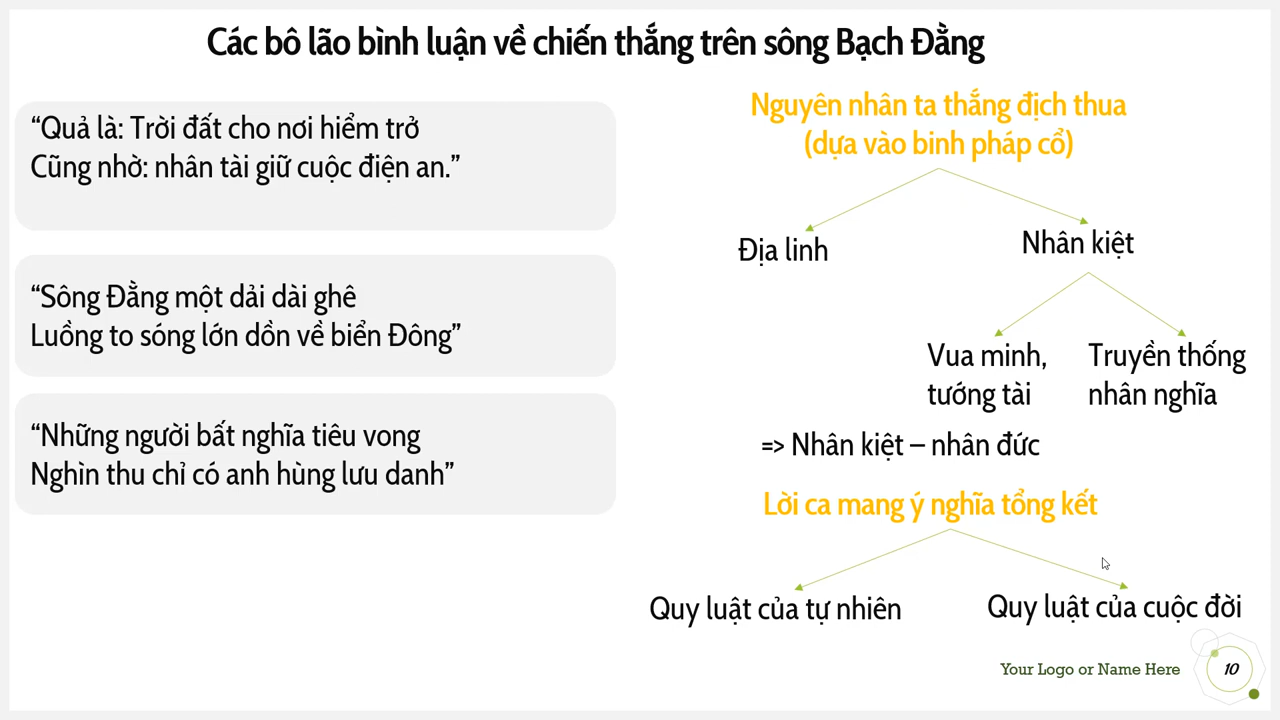 Các bô lão bình luận về chiến thắng trên sông Bạch Đằng
“Quả là: Trời đất cho nơi hiểm trở
Cũng nhờ: nhân tài giữ cuộc điện an.”
“Sông Đằng một dải dài ghê
Luồng to sóng lớn dồn về biển Đông”
“Những người bất nghĩa tiêu vong
Nghìn thu chỉ có anh hùng lưu danh”
Nguyên nhân ta thắng địch thua
(dựa vào binh pháp cổ)
Địa linh
Nhân kiệt
Vua minh,
tướng tài
Truyền thống
nhân nghĩa
=> Nhân kiệt – nhân đức
Lời ca mang ý nghĩa tổng kết
Quy luật của tự nhiên
Quy luật của cuộc đời
Your Logo or Name Here
10